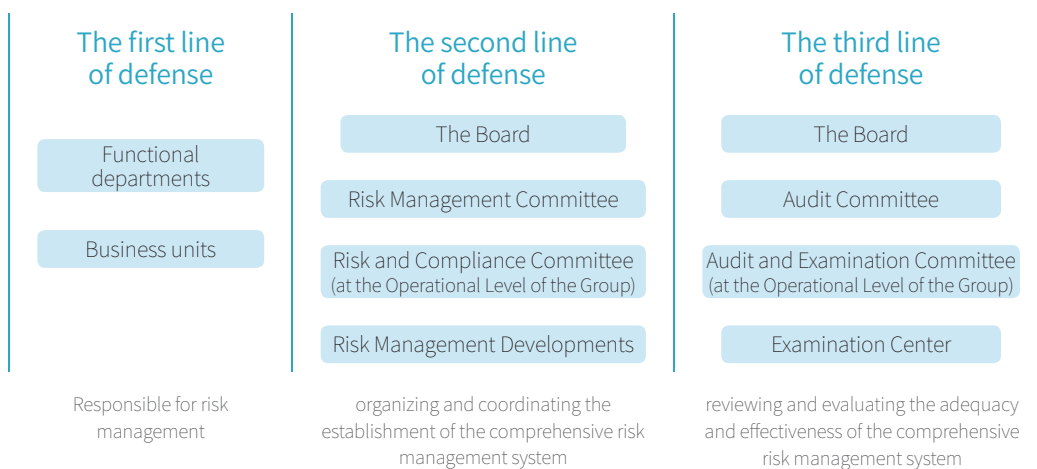 The first line
of defense
Functional
departments
Business units
Responsible for risk
management
The second line
of defense
The Board
Risk Management Committee
Risk and Compliance Committee
(at the Operational Level of the Group)
Risk Management Developments
organizing and coordinating the
establishment of the comprehensive risk
management system
The third line
of defense
The Board
Audit Committee
Audit and Examination Committee
(at the Operational Level of the Group)
Examination Center
reviewing and evaluating the adequacy
and effectiveness of the comprehensive
risk management system